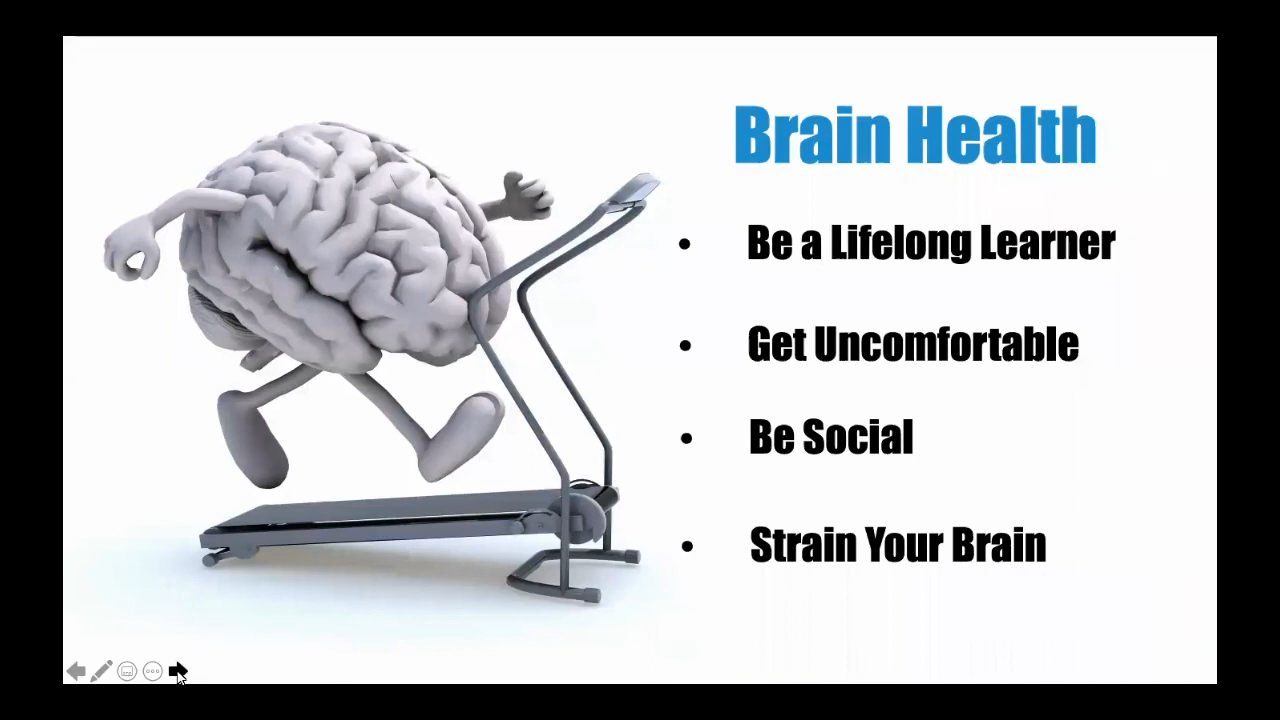 Brain Health
• Be a Lifelong Learner
• Get Uncomfortable
• Be Social
• Strain Your Brain